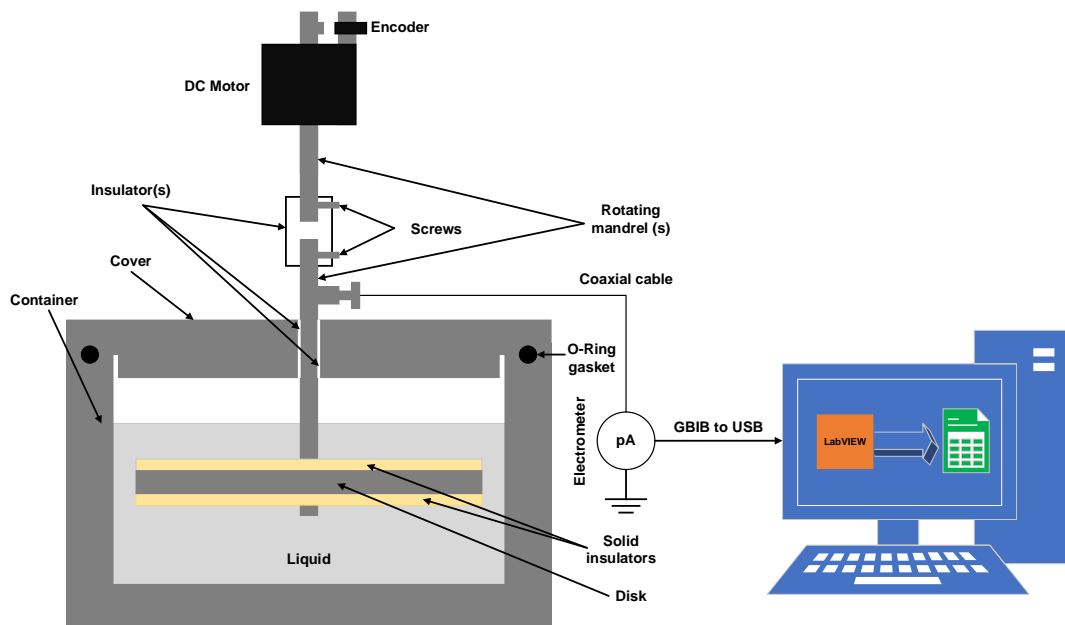 Encoder
DC Motor
Insulator(s)
Screws
Rotating
mandrel (s)
Cover
Coaxial cable
Container
O-Ring
gasket
Electrometer
pA
GBIB to USB
LabVIEW
Liquid
Solid
insulators
Disk